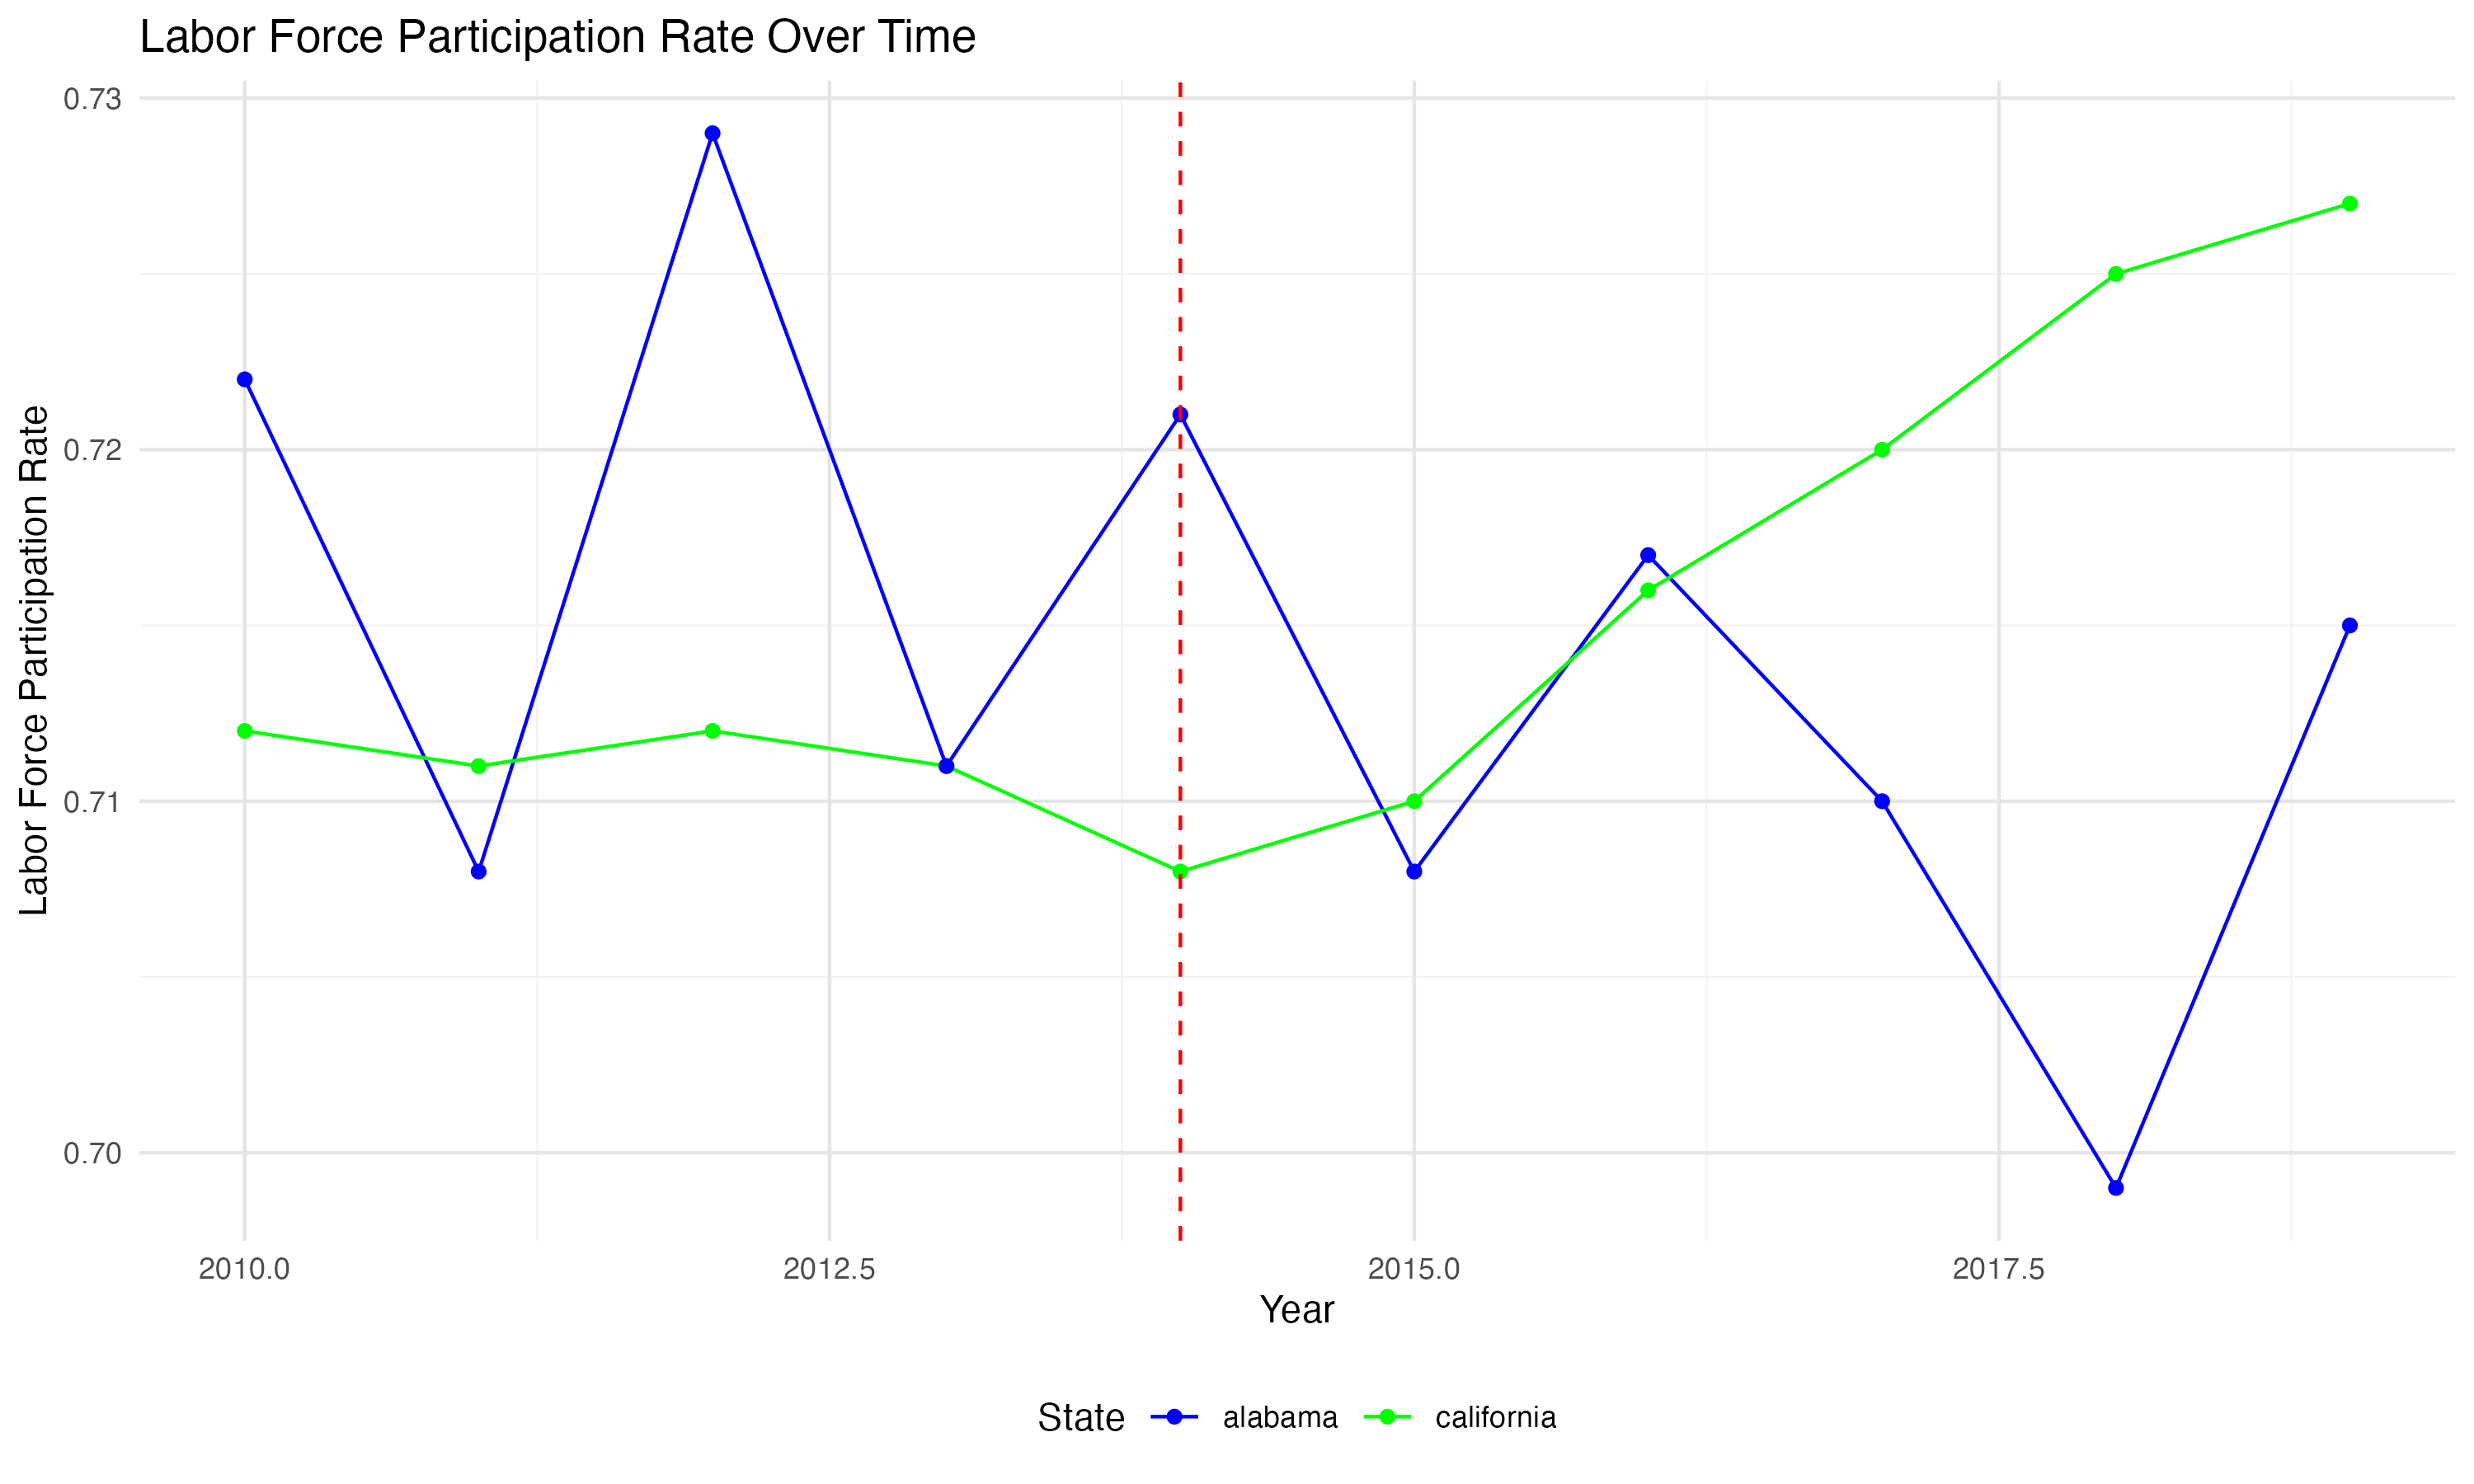 Labor Force Participation Rate Over Time
Labor Force Participation Rate
0.73
0.72
0.71
0.70
2010.0 2012.5 2015.0 2017.5
Year
State alabama california